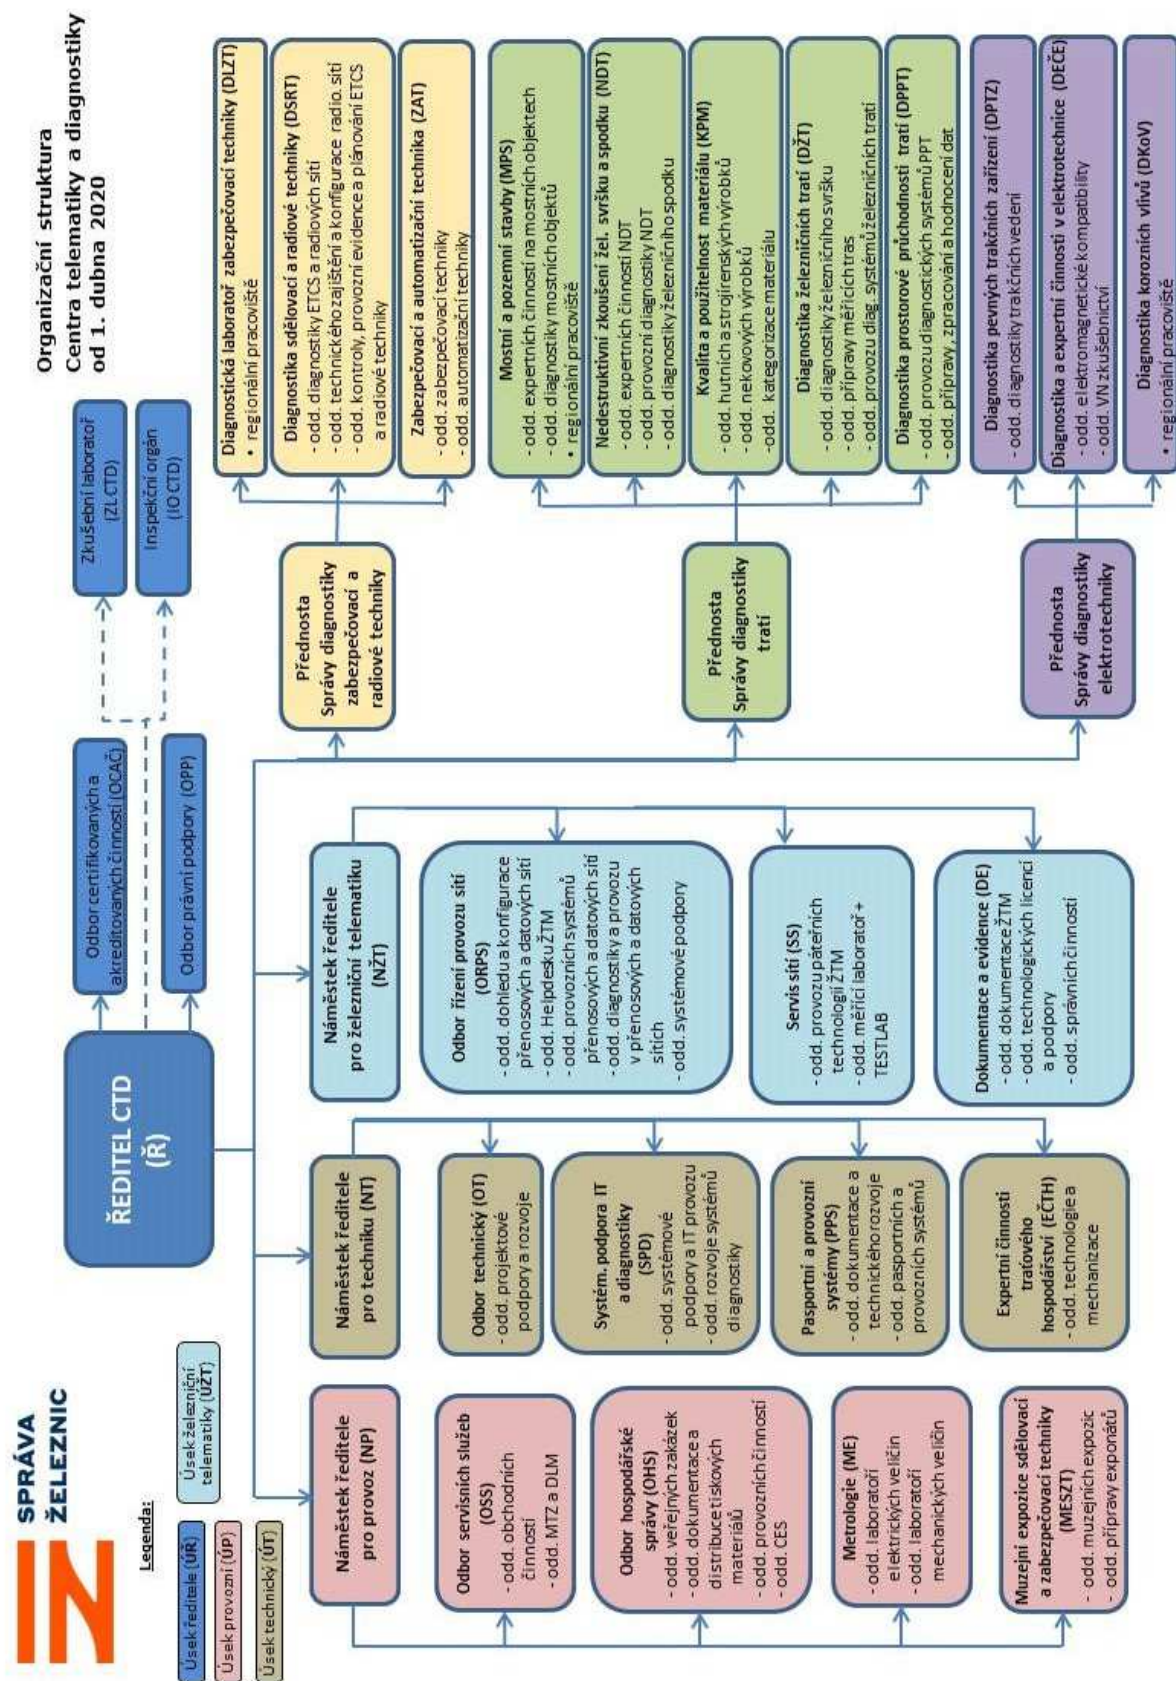 SPRÁVA
ŽELEZNIC
Organizační struktura
Centra telematiky a diagnostiky
od 1. dubna 2020
Legenda:
Úsek ředitele (ÚŘ)
Úsek provozní (ÚP)
Úsek technický (ÚT)
Úsek železniční
telematiky (ÚŽT)
ŘEDITEL CTD
(Ř)
Odbor certifikovaných a
akreditovaných činností (OCAČ)
Odbor právní podpory (OPP)
Zkušební laboratoř
(ZL CTD)
Inspekční orgán
(IO CTD)
Náměstek ředitele
pro provoz (NP)
Odbor servisních služeb
(OSS)
- odd. obchodních
činností
- odd. MTZ a DLM
Odbor hospodářské
správy (OHS)
- odd. veřejných zakázek
- odd. dokumentace a
distribuce tiskových
materiálů
- odd. provozních činností
- odd. CES
Metrologie (ME)
- odd. laboratoří
elektrických veličin
- odd. laboratoří
mechanických veličin
Muzejní expozice sdělovací
a zabezpečovací techniky
(MESZT)
- odd. muzejních expozic
- odd. přípravy exponátů
Náměstek ředitele
pro techniku (NT)
Odbor technický (OT)
- odd. projektové
podpory a rozvoje
Systém. podpora IT
a diagnostiky
(SPD)
- odd. systémové
podpory a IT provozu
- odd. rozvoje systémů
diagnostiky
Pasportní a provozní
systémy (PPS)
- odd. dokumentace a
technického rozvoje
- odd. pasportních a
provozních systémů
Expertní činnosti
traťového
hospodářství (EČTH)
- odd. technologie a
mechanizace
Náměstek ředitele
pro železniční telematiku
(NŽT)
Odbor řízení provozu sítí
(ORPS)
- odd. dohledu a konfigurace
přenosových a datových sítí
- odd. Helpdesku ŽTM
- odd. provozních systémů
přenosových a datových sítí
- odd. diagnostiky a provozu
v přenosových a datových
sítích
- odd. systémové podpory
Servis sítí (SS)
- odd. provozu páteřních
technologií ŽTM
- odd. měřící laboratoř +
TESTLAB
Dokumentace a evidence (DE)
- odd. dokumentace ŽTM
- odd. technologických licencí
a podpory
- odd. správních činností
Přednosta
Správy diagnostiky
zabezpečovací a
radiové techniky
Diagnostická laboratoř zabezpečovací techniky (DLZT)
• regionální pracoviště
Diagnostika sdělovací a radiové techniky (DSRT)
- odd. diagnostiky ETCS a radiových sítí
- odd. technického zajištění a konfigurace radio. sítí
- odd. kontroly, provozní evidence a plánování ETCS
a radiové techniky
Zabezpečovací a automatizační technika (ZAT)
- odd. zabezpečovací techniky
- odd. automatizační techniky
Přednosta
Správy diagnostiky
tratí
Mostní a pozemní stavby (MPS)
- odd. expertních činností na mostních objektech
- odd. diagnostiky mostních objektů
• regionální pracoviště
Nedestruktivní zkoušení žel. svršku a spodku (NDT)
- odd. expertních činností NDT
- odd. provozní diagnostiky NDT
- odd. diagnostiky železničního spodku
Kvalita a použitelnost materiálu (KPM)
- odd. hutních a strojírenských výrobků
- odd. nekovových výrobků
- odd. kategorizace materiálu
Diagnostika železničních tratí (DŽT)
- odd. diagnostiky železničního svršku
- odd. přípravy měřících tras
- odd. provozu diag. systémů železničních tratí
Diagnostika prostorové průchodnosti tratí (DPPT)
- odd. provozu diagnostických systémů PPT
- odd. přípravy, zpracování a hodnocení dat
Přednosta
Správy diagnostiky
elektrotechniky
Diagnostika pevných trakčních zařízení (DPTZ)
- odd. diagnostiky trakčních vedení
Diagnostika a expertní činnosti v elektrotechnice (DEČE)
- odd. elektromagnetické kompatibility
- odd. VN zkušebnictví
Diagnostika korozních vlivů (DKoV)
• regionální pracoviště